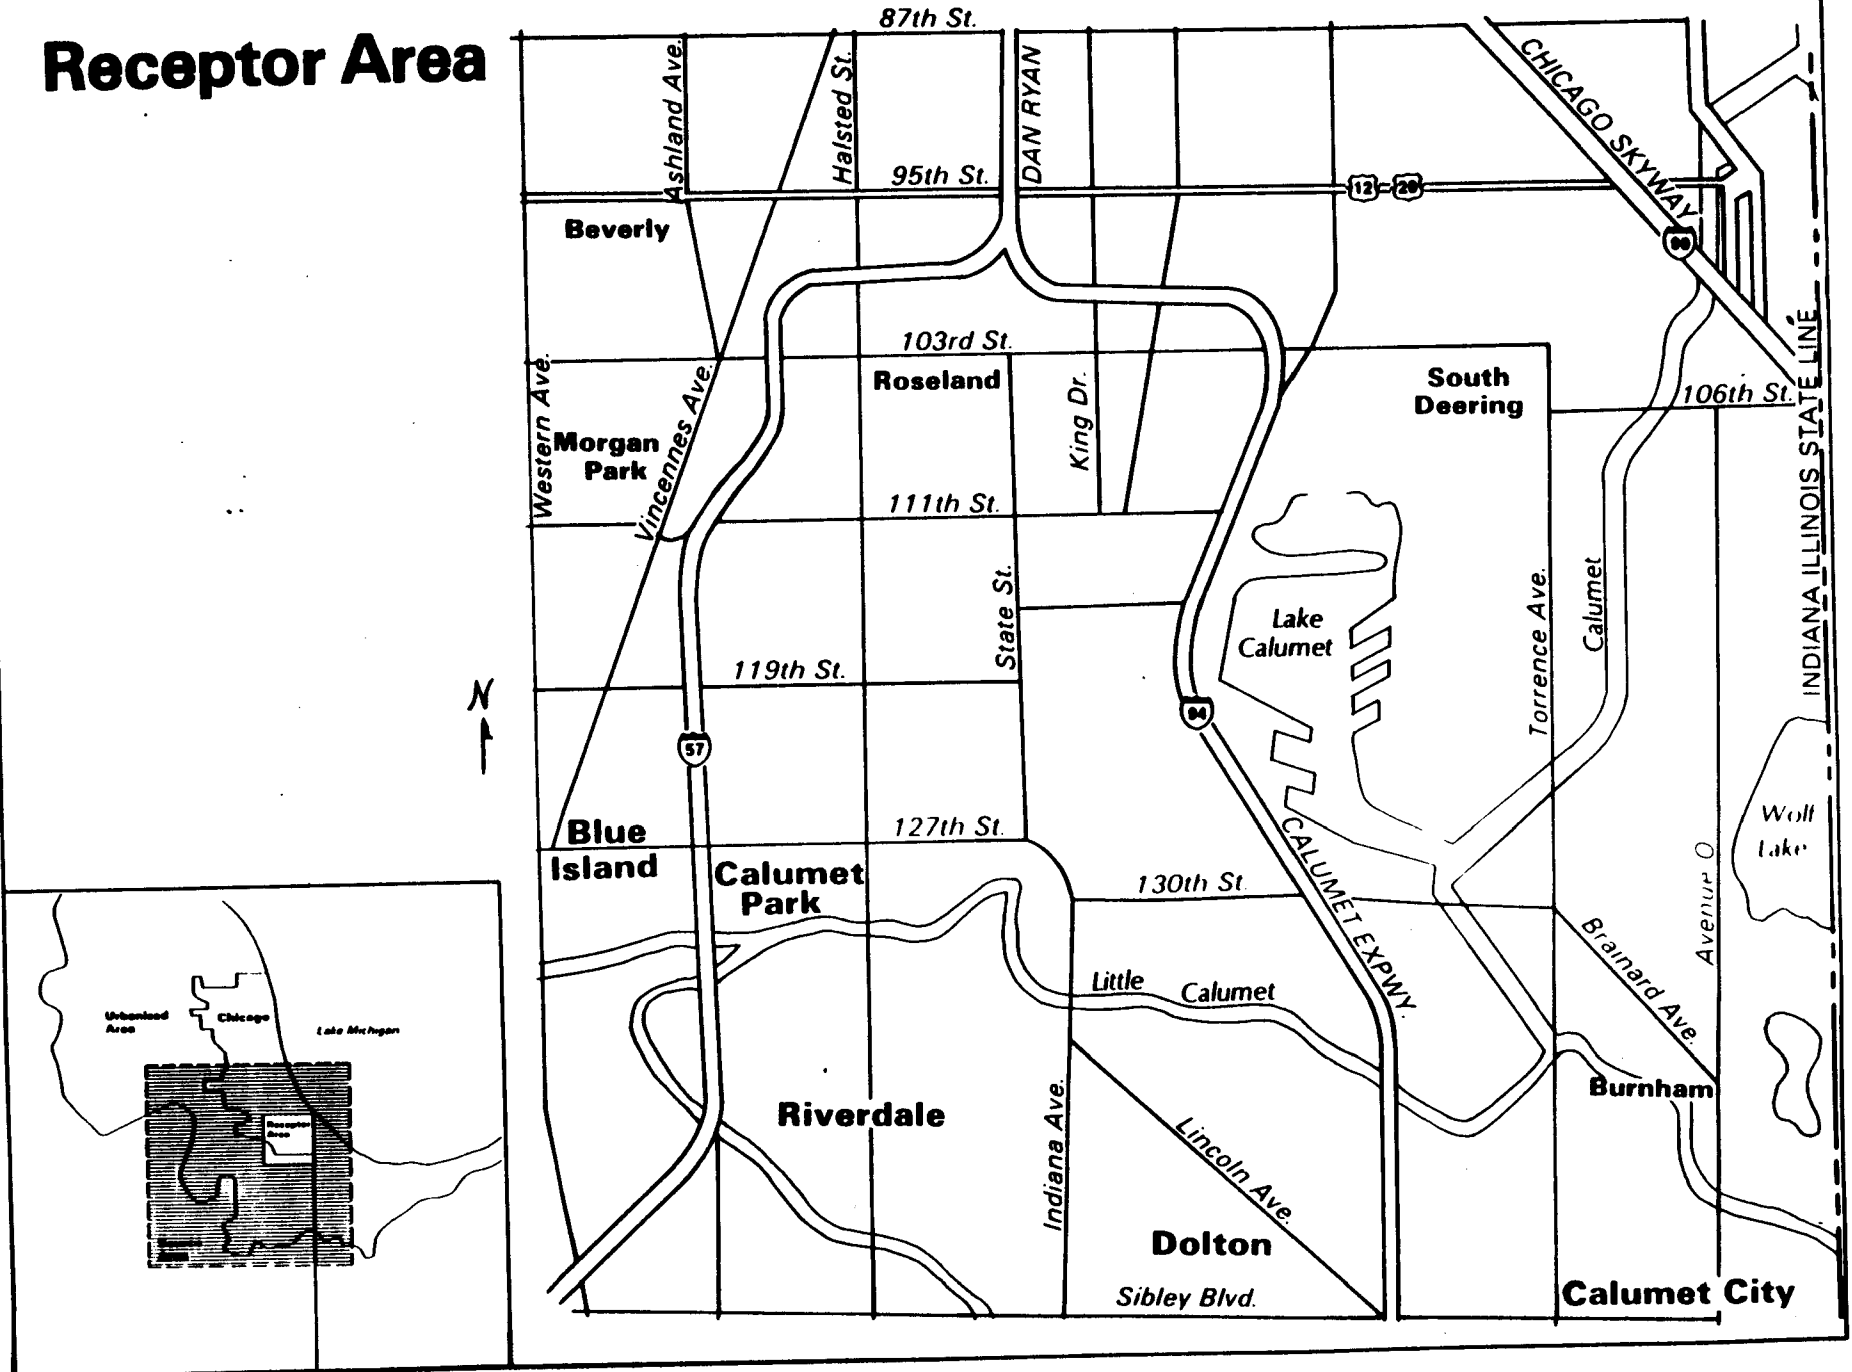 Receptor Area
87th St.
Ashland Ave.
Halsted St.
DAN RYAN
CHICAGO SKYWAY
95th St.
12
20
90
Beverly
103rd St.
Roseland
South
Deering
106th St.
Western Ave.
Morgan
Park
Vincennes Ave.
King Dr.
INDIANA ILLINOIS STATE LINE
111th St.
State St.
Lake
Calumet
Torrence Ave.
Calumet
119th St.
N
57
94
Blue
Island
127th St.
Calumet
Park
CALUMET EXPWY.
130th St.
Wolf
Lake
Avenue O
Brainard Ave.
Little Calumet
Burnham
Riverdale
Indiana Ave.
Lincoln Ave.
Dolton
Sibley Blvd.
Calumet City
Urbanized
Area
Chicago
Lake Michigan
Receptor
Area